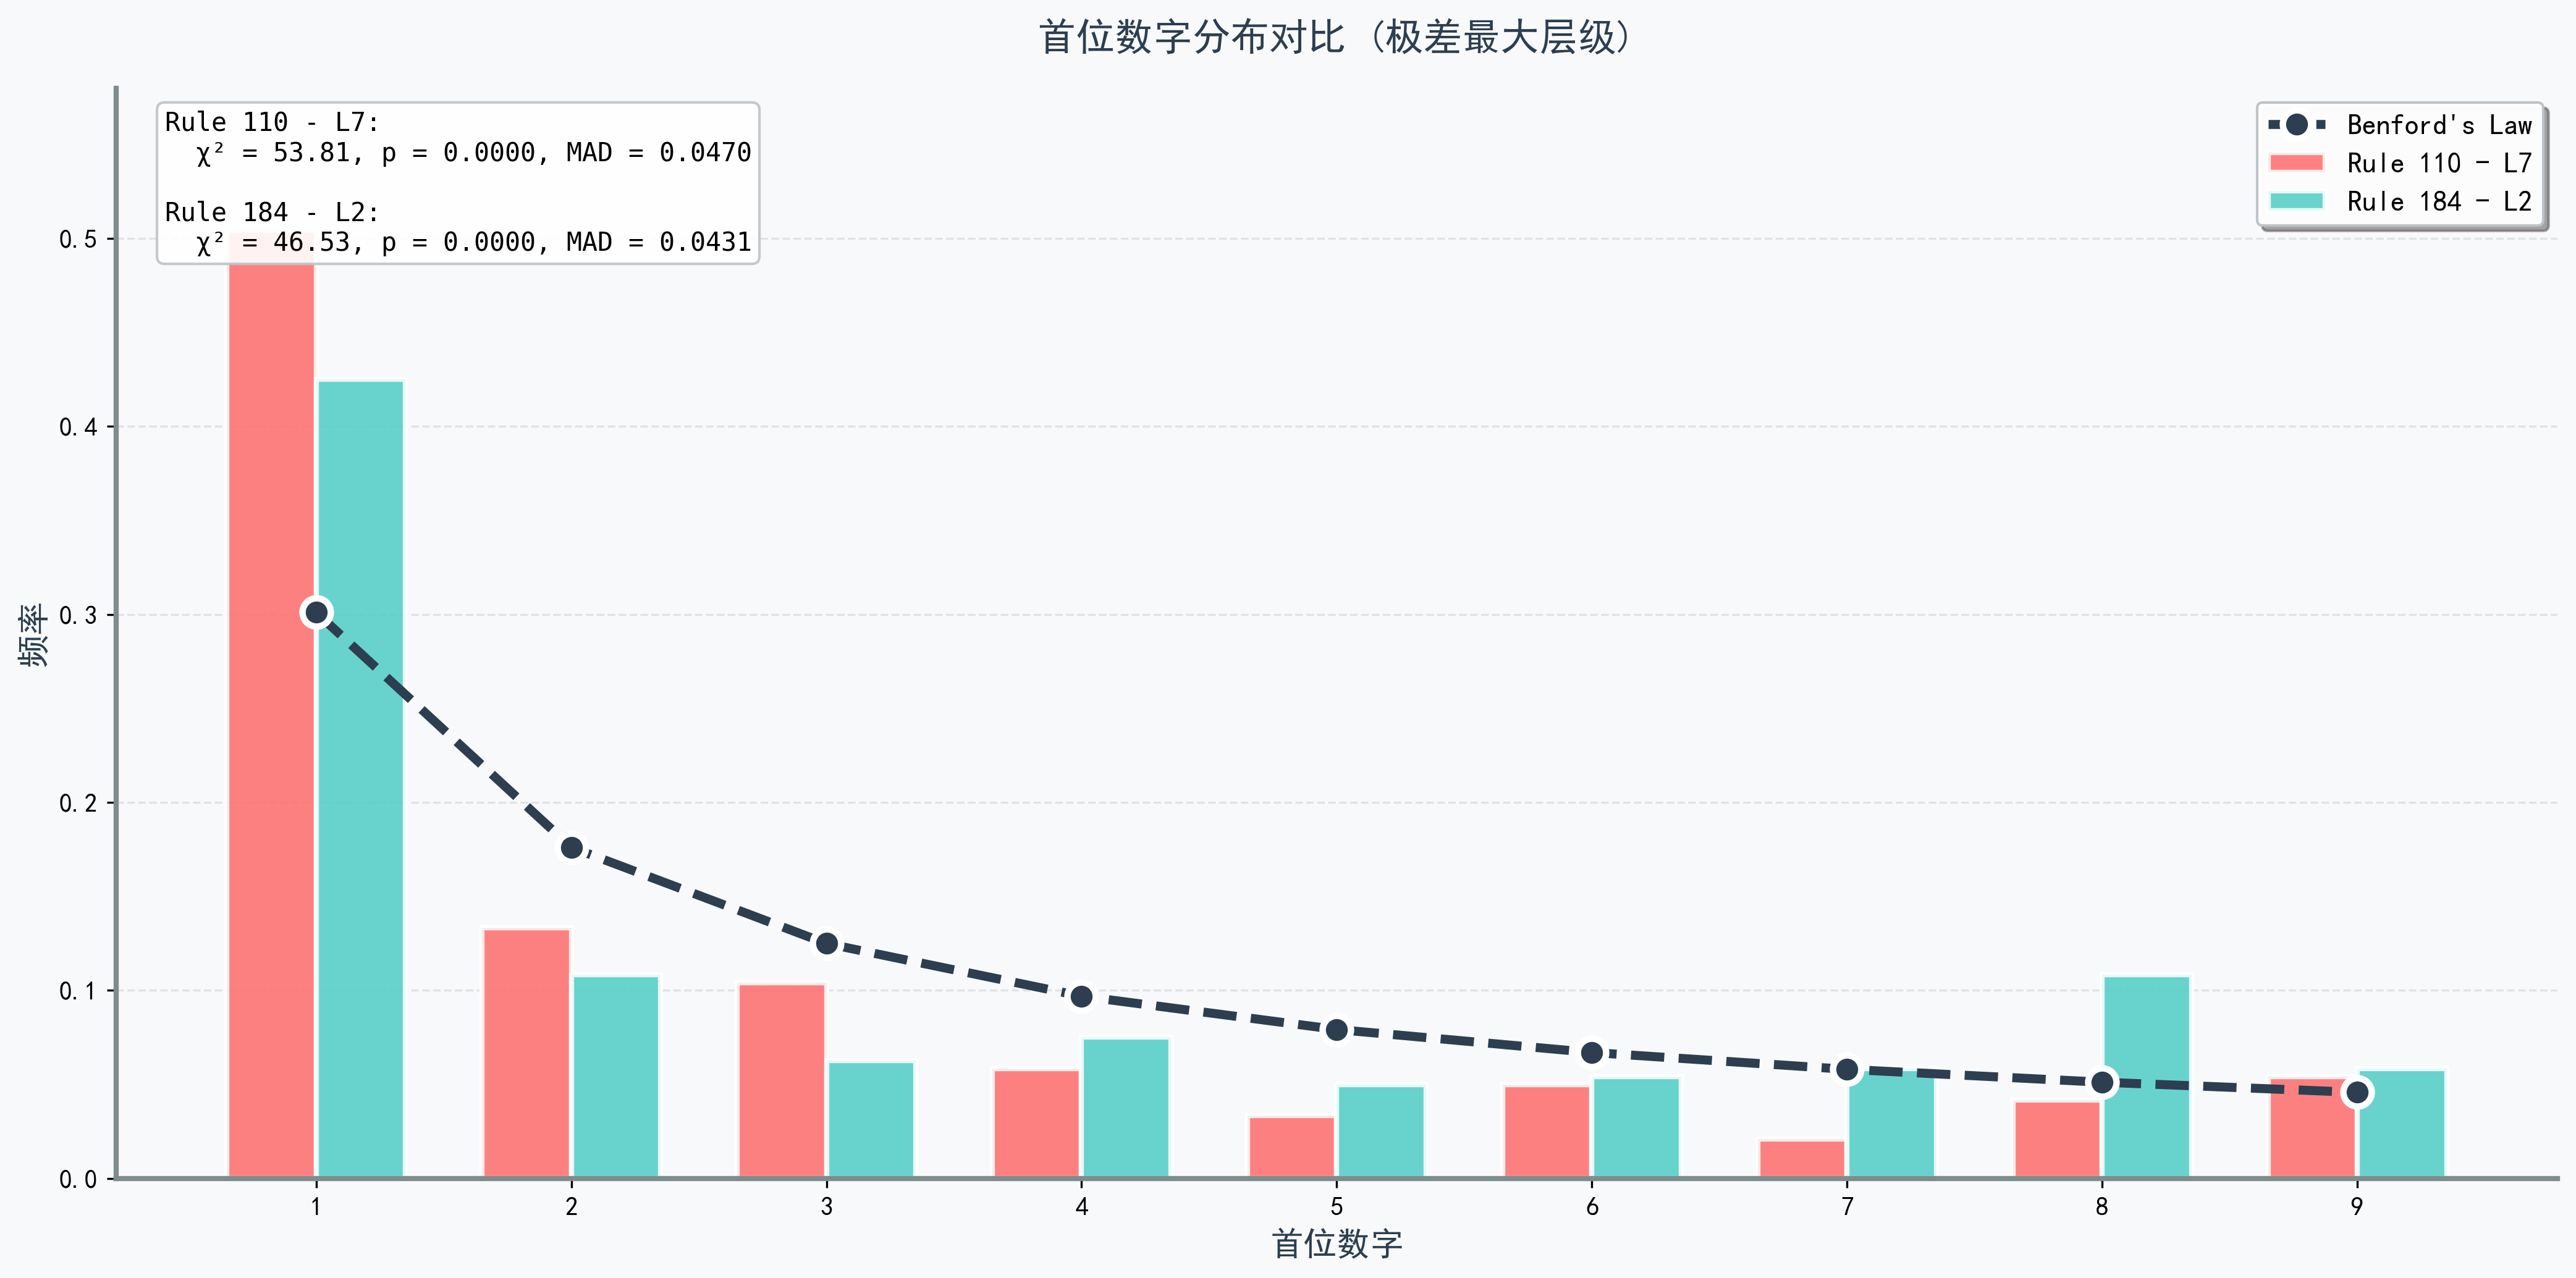 首位数字分布对比 (极差最大层级)
Rule 110 - L7:
χ² = 53.81, p = 0.0000, MAD = 0.0470
Rule 184 - L2:
χ² = 46.53, p = 0.0000, MAD = 0.0431
Benford's Law
Rule 110 - L7
Rule 184 - L2
频率
0.5
0.4
0.3
0.2
0.1
0.0
1 2 3 4 5 6 7 8 9
首位数字